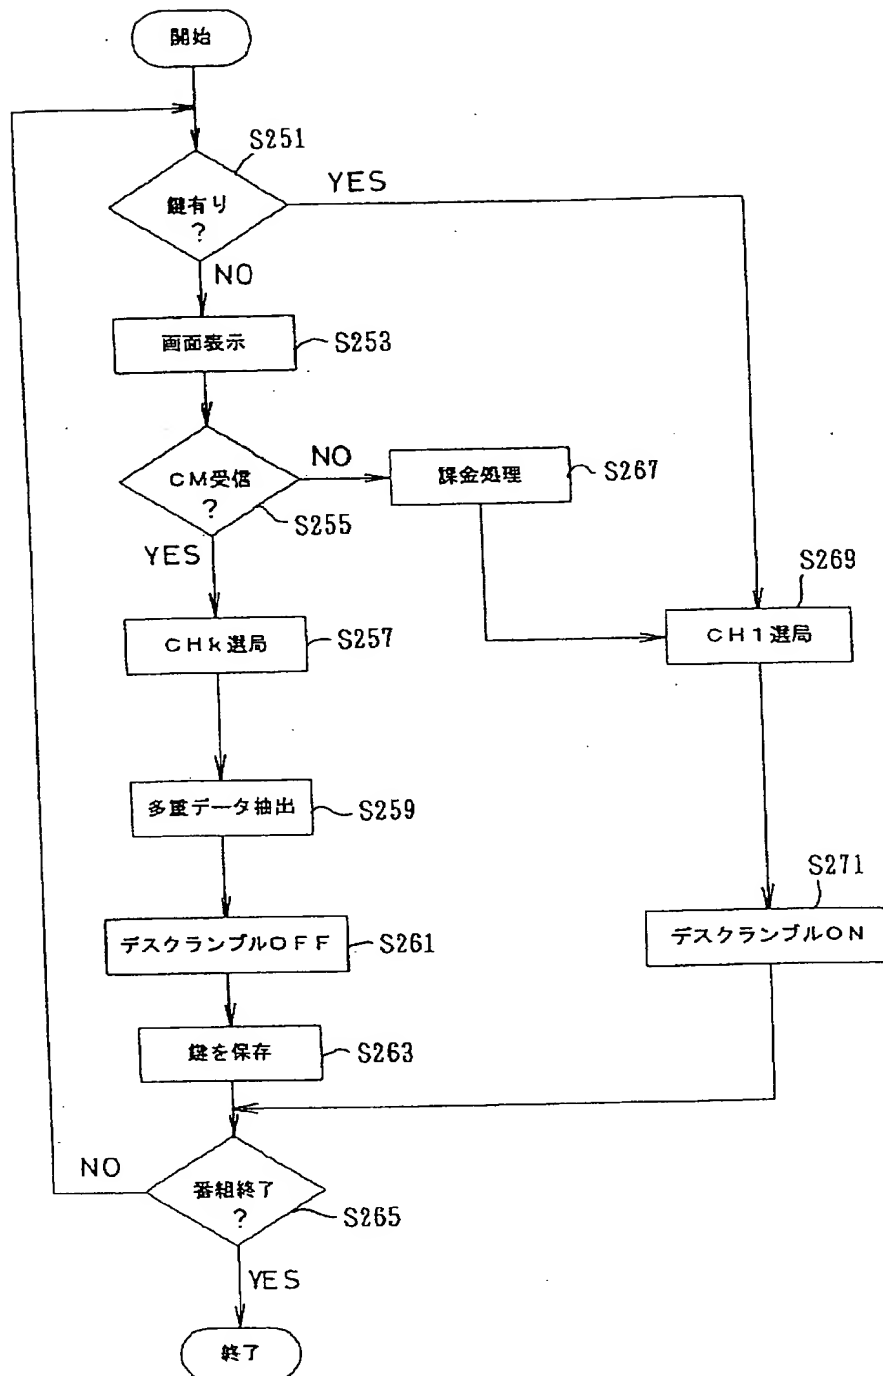 開始
S251
鍵有り
?
YES
NO
画面表示
S253
CM受信
?
NO
S255
YES
課金処理
S267
CHk選局
S257
S269
CH1選局
多重データ抽出
S259
デスクランブルOFF
S261
S271
デスクランブルON
鍵を保存
S263
番組終了
?
NO
S265
YES
終了